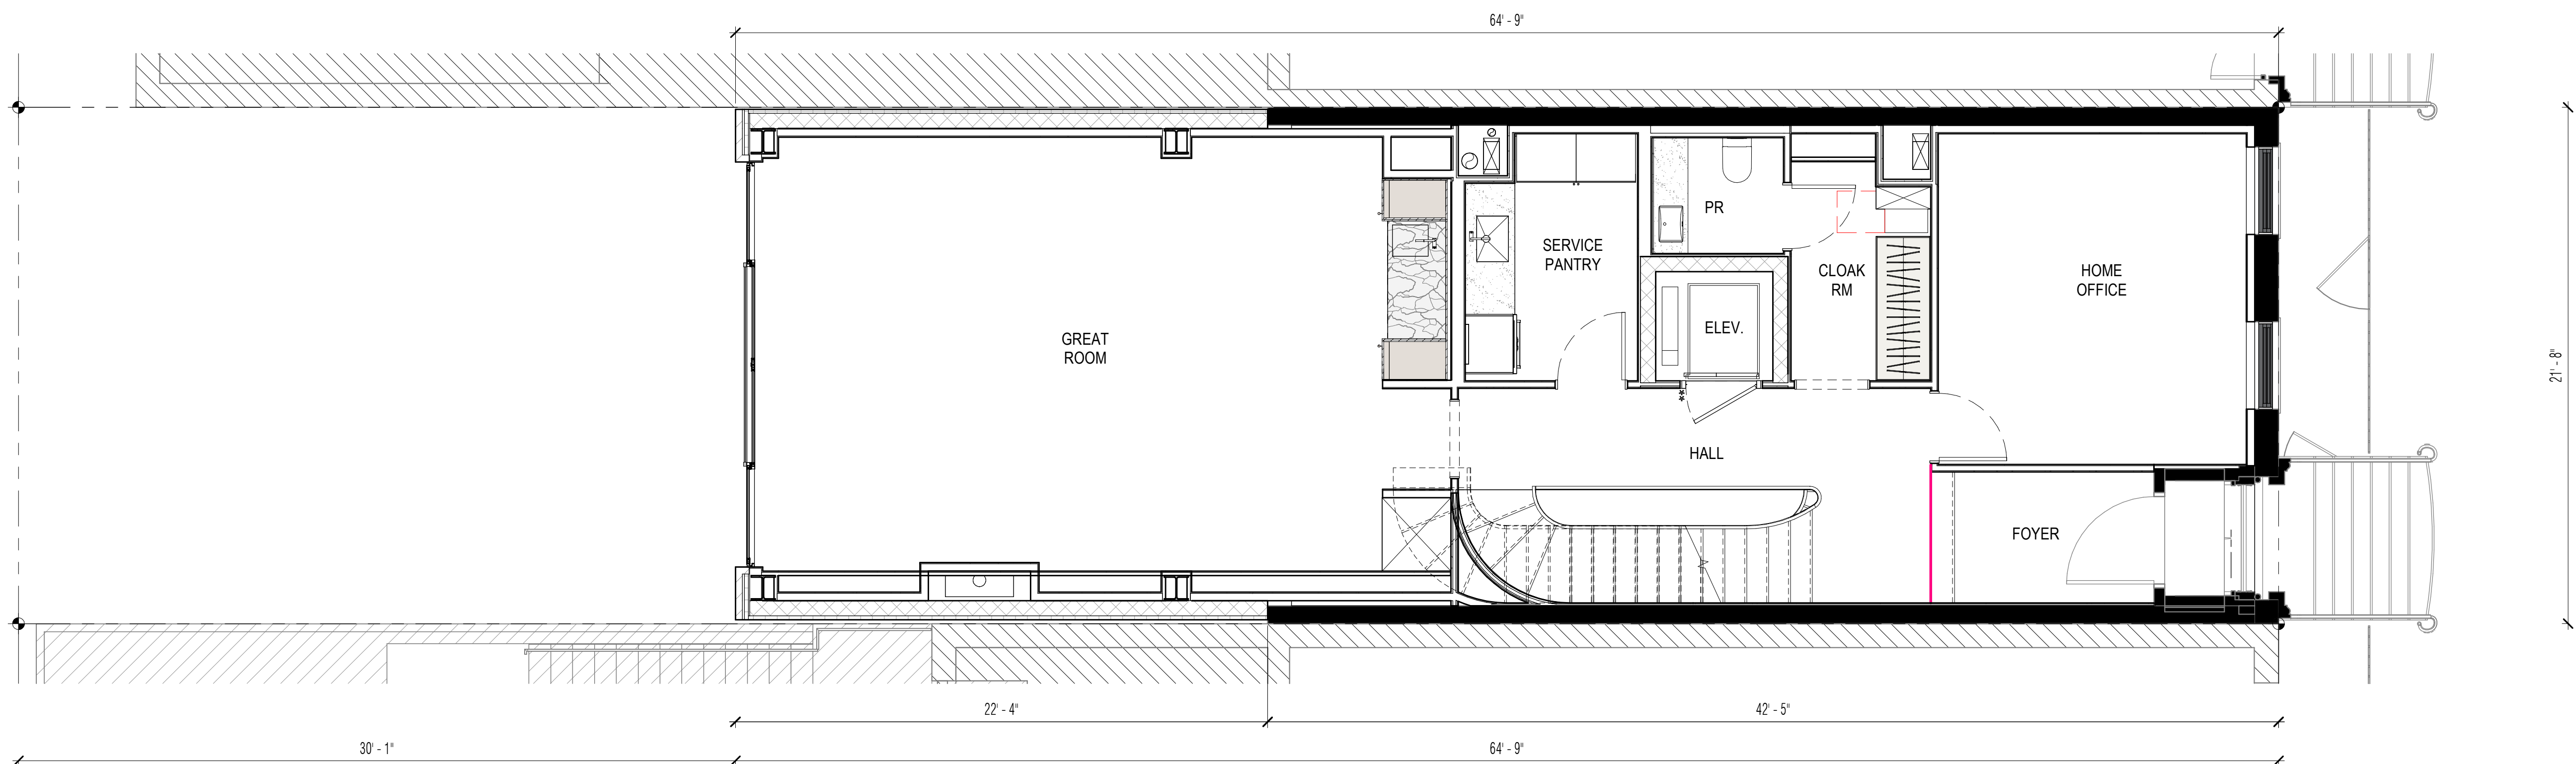 64' - 9"
PR
SERVICE
PANTRY
CLOAK
RM
HOME
OFFICE
ELEV.
GREAT
ROOM
21' - 8"
HALL
FOYER
22' - 4"
42' - 5"
30' - 1"
64' - 9"